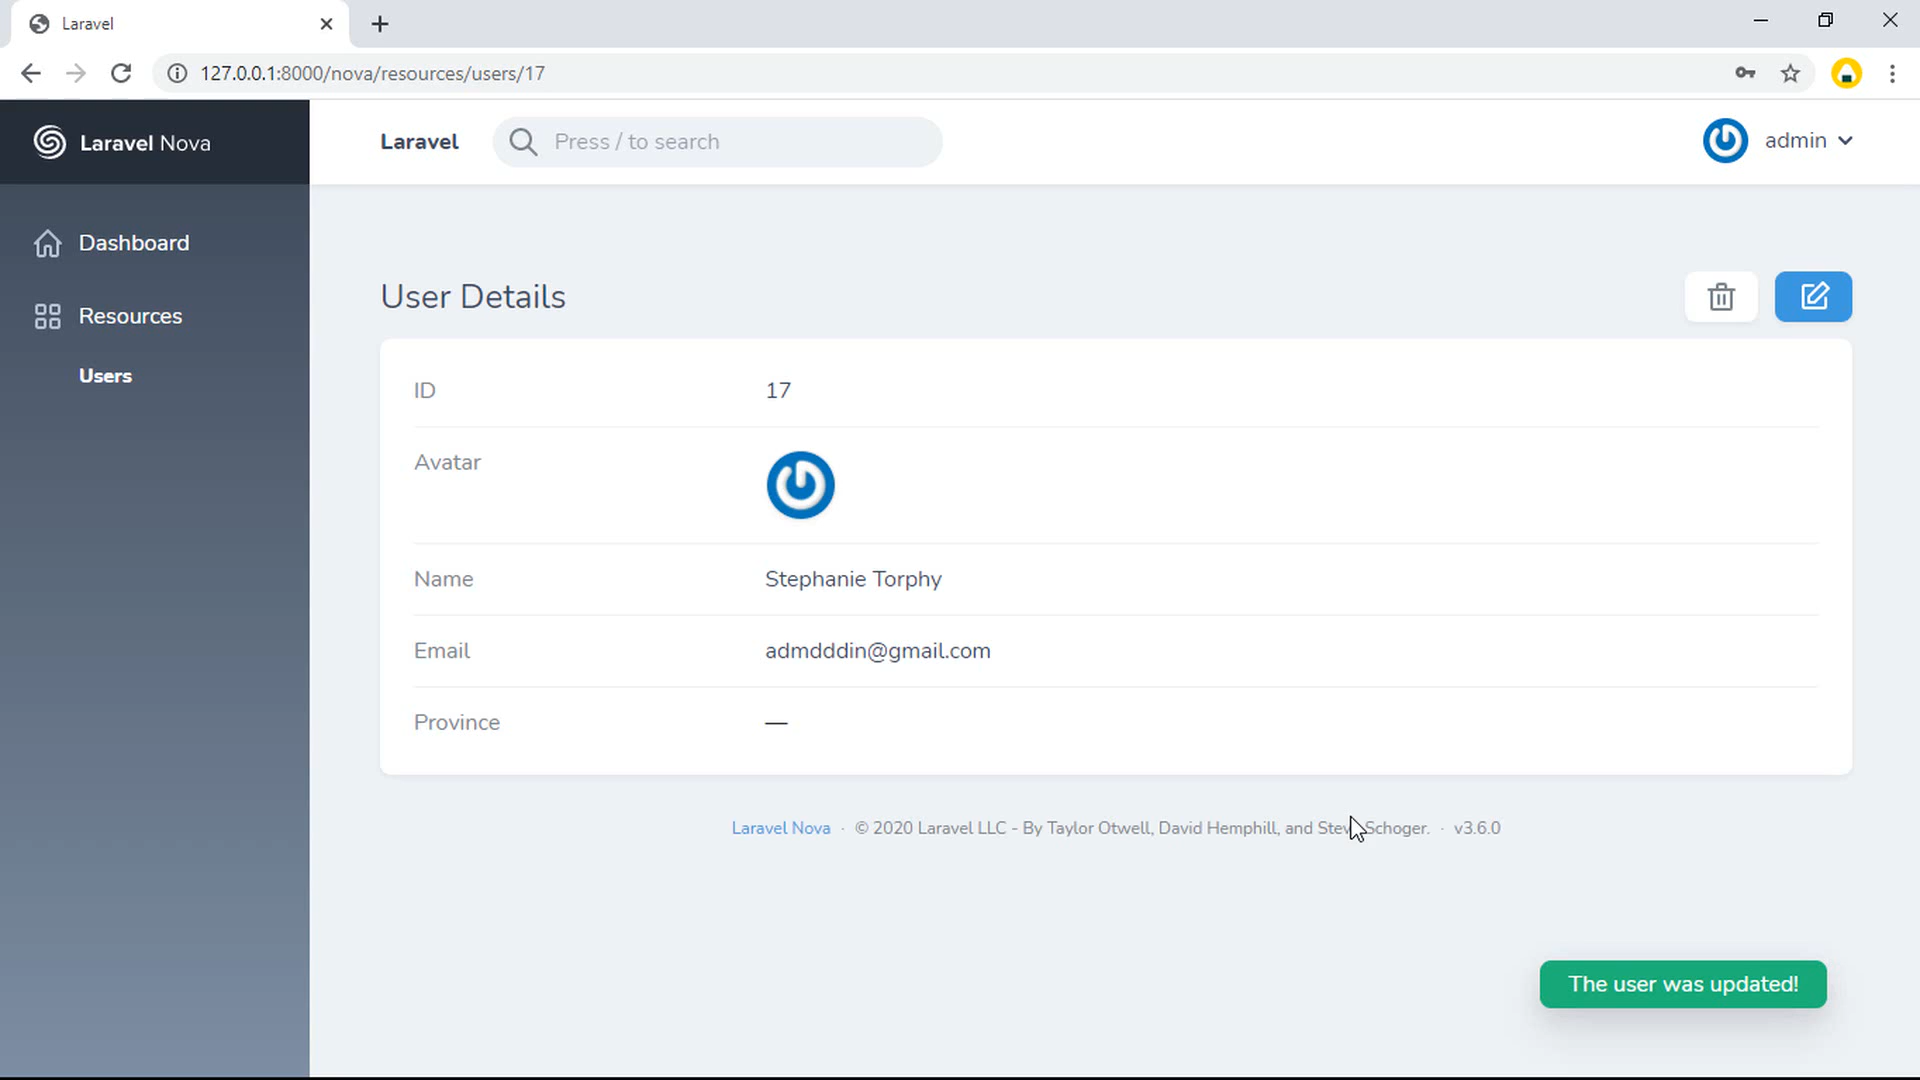 Laravel
127.0.0.1:8000/nova/resources/users/17
Laravel Nova
Laravel
Press / to search
admin
Dashboard
Resources
Users
User Details
ID 17
Avatar
Name Stephanie Torphy
Email admdddin@gmail.com
Province —
Laravel Nova · © 2020 Laravel LLC - By Taylor Otwell, David Hemphill, and Schoger. · v3.6.0
The user was updated!